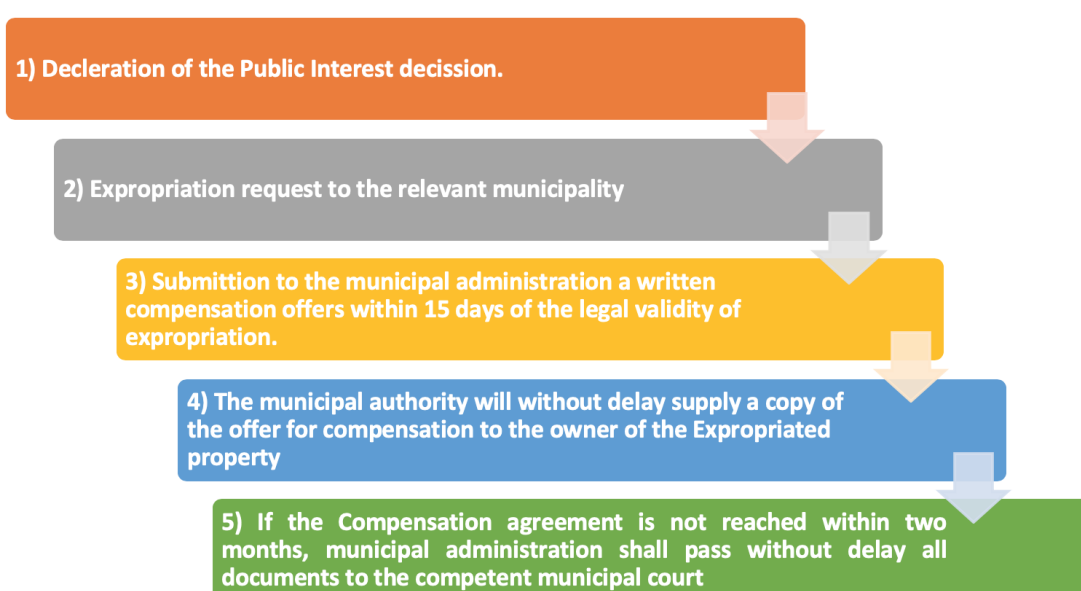 1) Decleration of the Public Interest decission.
2) Expropriation request to the relevant municipality
3) Submittion to the municipal administration a written
compensation offers within 15 days of the legal validity of
expropriation.
4) The municipal authority will without delay supply a copy of
the offer for compensation to the owner of the Expropriated
property
5) If the Compensation agreement is not reached within two
months, municipal administration shall pass without delay all
documents to the competent municipal court